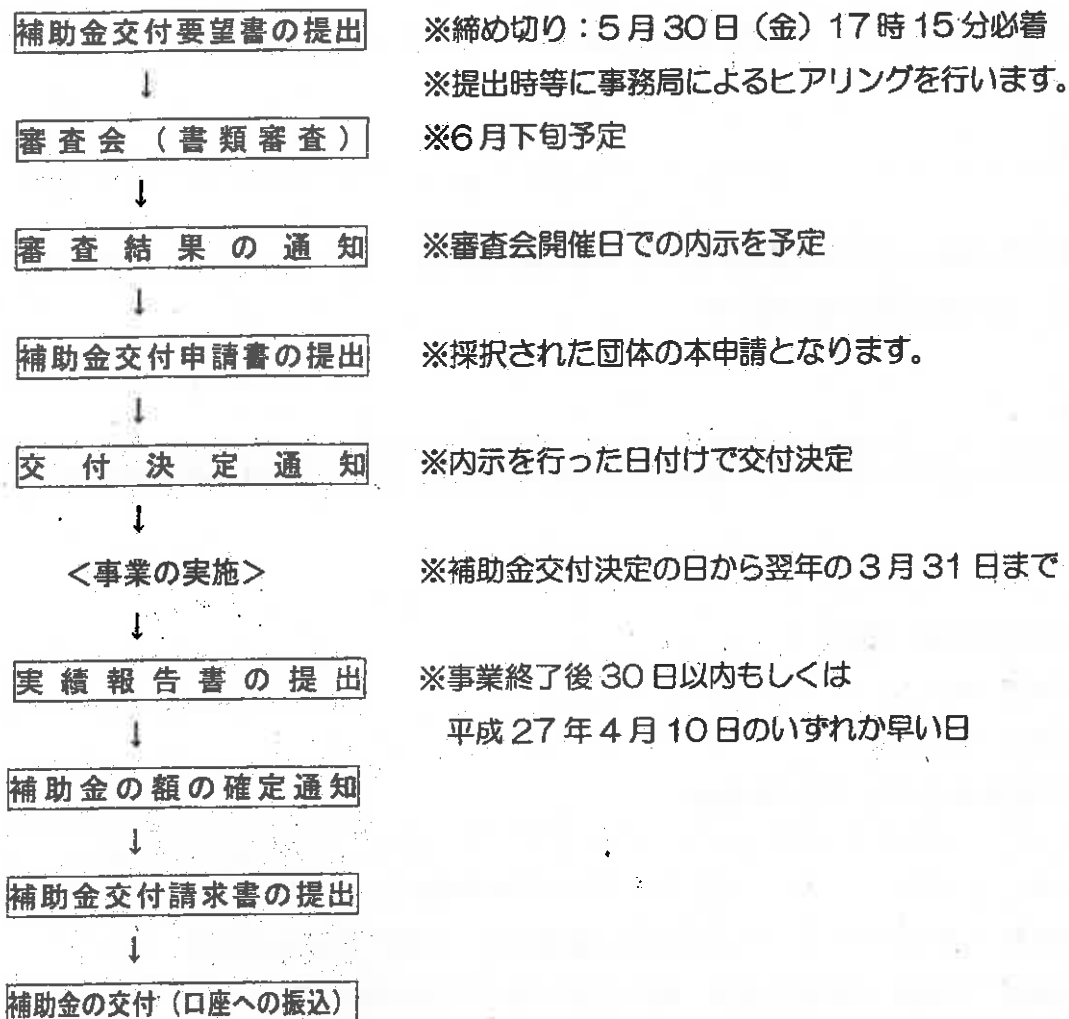 補助金交付要望書の提出 ※締め切り：5月30日（金）17時15分必着
↓ ※提出時等に事務局によるヒアリングを行います。
審査会（書類審査） ※6月下旬予定
↓
審査結果の通知 ※審査会開催日での内示を予定
↓
補助金交付申請書の提出 ※採択された団体の本申請となります。
↓
交付決定通知 ※内示を行った日付けで交付決定
↓
＜事業の実施＞ ※補助金交付決定の日から翌年の3月31日まで
↓
実績報告書の提出 ※事業終了後30日以内もしくは
↓ 平成27年4月10日のいずれか早い日
補助金の額の確定通知
↓
補助金交付請求書の提出
↓
補助金の交付（口座への振込）